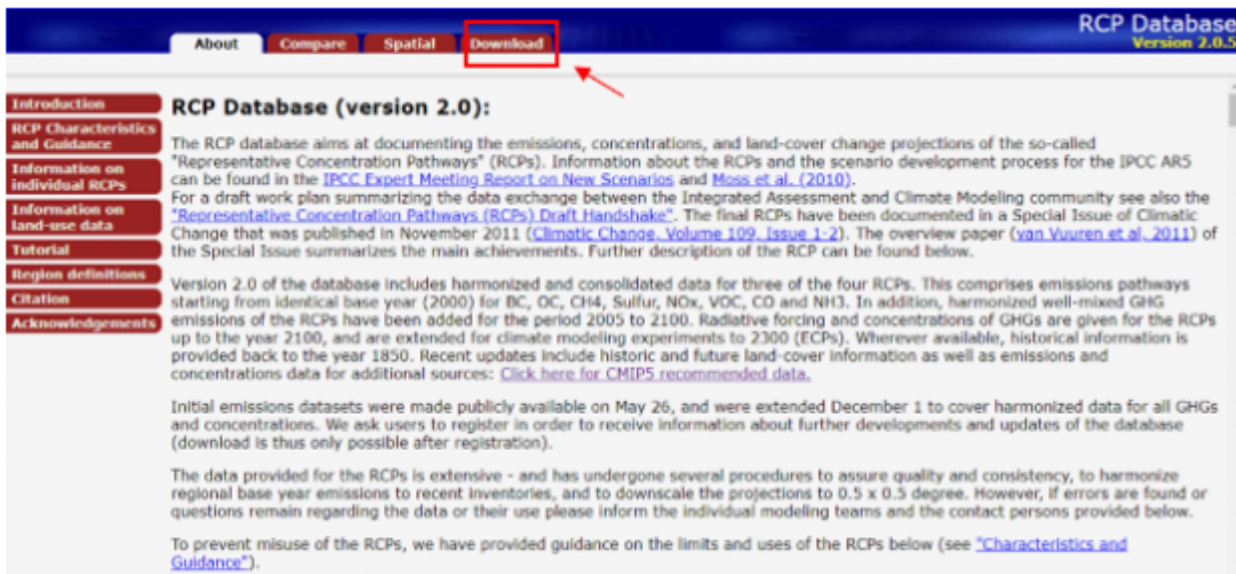 RCP Database
Version 2.0.5
About Compare Spatial Download
Introduction
RCP Characteristics
and Guidance
Information on
individual RCPs
Information on
land-use data
Tutorial
Region definitions
Citation
Acknowledgements
RCP Database (version 2.0):
The RCP database aims at documenting the emissions, concentrations, and land-cover change projections of the so-called
"Representative Concentration Pathways" (RCPs). Information about the RCPs and the scenario development process for the IPCC AR5
can be found in the IPCC Expert Meeting Report on New Scenarios and Moss et al. (2010).
For a draft work plan summarizing the data exchange between the Integrated Assessment and Climate Modeling community see also the
"Representative Concentration Pathways (RCPs) Draft Handshake". The final RCPs have been documented in a Special Issue of Climatic
Change that was published in November 2011 (Climatic Change, Volume 109, Issue 1-2). The overview paper (van Vuuren et al, 2011) of
the Special Issue summarizes the main achievements. Further description of the RCP can be found below.
Version 2.0 of the database includes harmonized and consolidated data for three of the four RCPs. This comprises emissions pathways
starting from identical base year (2000) for BC, OC, CH4, Sulfur, NOx, VOC, CO and NH3. In addition, harmonized well-mixed GHG
emissions of the RCPs have been added for the period 2005 to 2100. Radiative forcing and concentrations of GHGs are given for the RCPs
up to the year 2100, and are extended for climate modeling experiments to 2300 (ECPs). Wherever available, historical information is
provided back to the year 1850. Recent updates include historic and future land-cover information as well as emissions and
concentrations data for additional sources: Click here for CMIP5 recommended data.
Initial emissions datasets were made publicly available on May 26, and were extended December 1 to cover harmonized data for all GHGs
and concentrations. We ask users to register in order to receive information about further developments and updates of the database
(download is thus only possible after registration).
The data provided for the RCPs is extensive - and has undergone several procedures to assure quality and consistency, to harmonize
regional base year emissions to recent inventories, and to downscale the projections to 0.5 x 0.5 degree. However, if errors are found or
questions remain regarding the data or their use please inform the individual modeling teams and the contact persons provided below.
To prevent misuse of the RCPs, we have provided guidance on the limits and uses of the RCPs below (see "Characteristics and
Guidance").